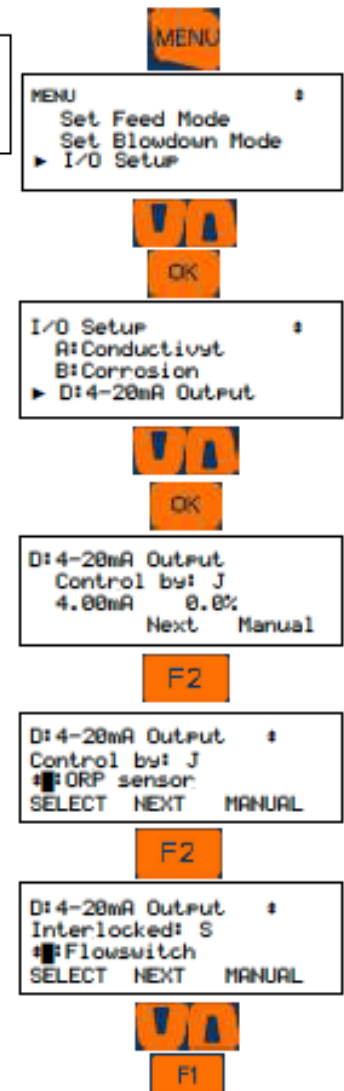 MENU
MENU ⬍
Set Feed Mode
Set Blowdown Mode
► I/O Setup
OK
I/O Setup ⬍
A:Conductivyt
B:Corrosion
► D:4-20mA Output
OK
D:4-20mA Output
Control by: J
4.00mA 0.0%
Next Manual
F2
D:4-20mA Output ⬍
Control by: J
⬍█:ORP sensor
SELECT NEXT MANUAL
F2
D:4-20mA Output ⬍
Interlocked: S
⬍█:Flowswitch
SELECT NEXT MANUAL
F1